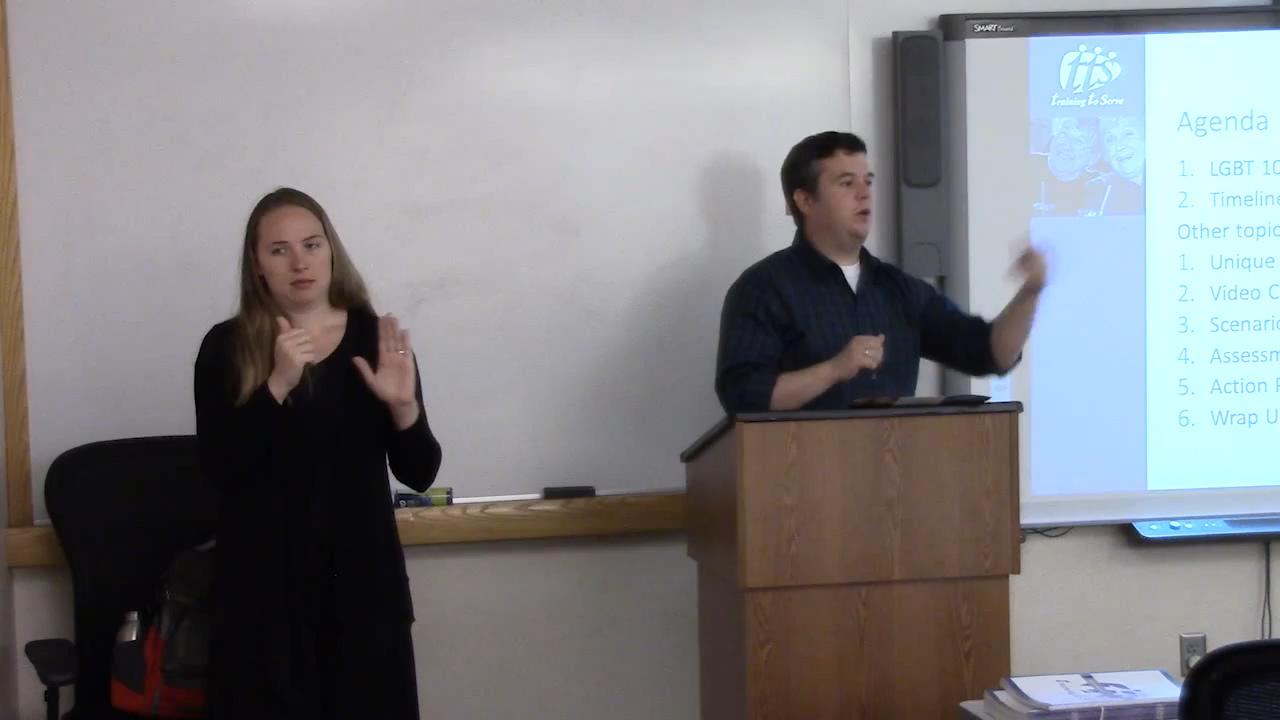 SMART Board
tts
Training to Serve
Agenda
1. LGBT 10
2. Timeline
Other topic
1. Unique
2. Video C
3. Scenario
4. Assessm
5. Action P
6. Wrap U